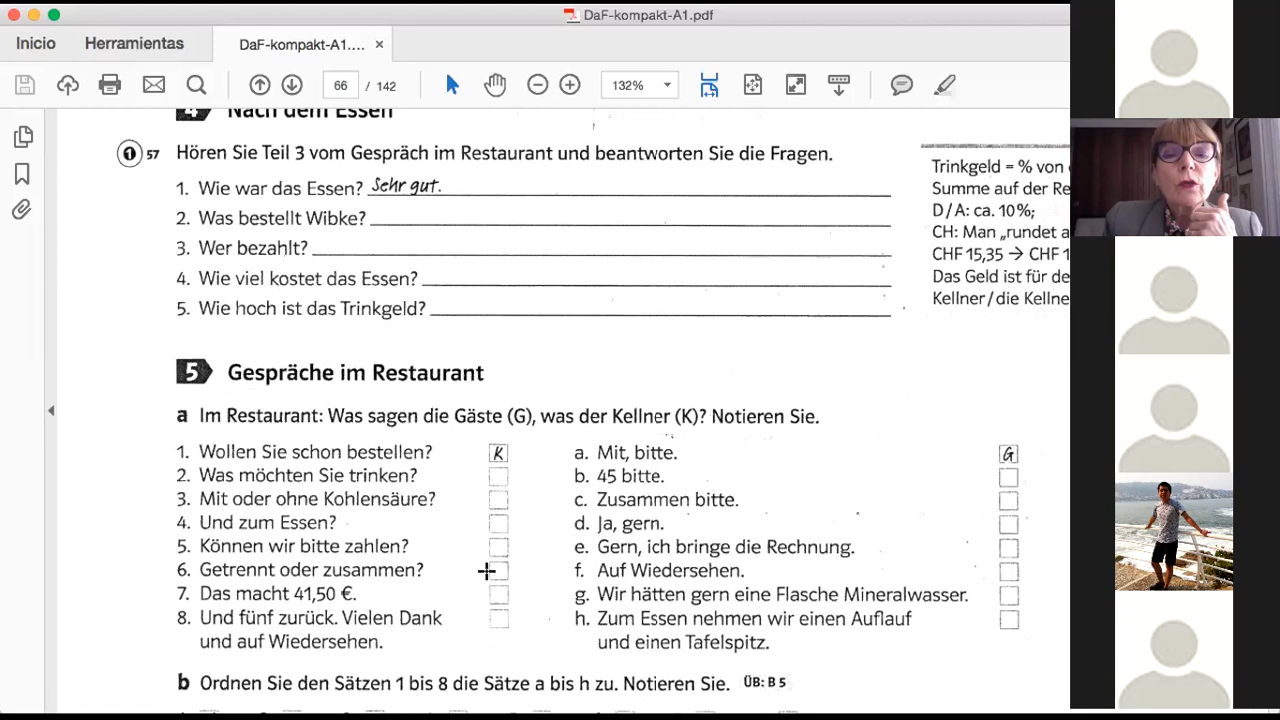 DaF-kompakt-A1.pdf
Inicio
Herramientas
DaF-kompakt-A1....
×
66 / 142
132%
4 Nach dem Essen
1 57 Hören Sie Teil 3 vom Gespräch im Restaurant und beantworten Sie die Fragen.
1. Wie war das Essen? Sehr gut.
2. Was bestellt Wibke?
3. Wer bezahlt?
4. Wie viel kostet das Essen?
5. Wie hoch ist das Trinkgeld?
Trinkgeld = % von
Summe auf der Re
D/A: ca. 10%;
CH: Man „rundet a
CHF 15,35 → CHF 1
Das Geld ist für de
Kellner/die Kellne
5 Gespräche im Restaurant
a Im Restaurant: Was sagen die Gäste (G), was der Kellner (K)? Notieren Sie.
1. Wollen Sie schon bestellen? K
2. Was möchten Sie trinken?
3. Mit oder ohne Kohlensäure?
4. Und zum Essen?
5. Können wir bitte zahlen?
6. Getrennt oder zusammen?
7. Das macht 41,50 €.
8. Und fünf zurück. Vielen Dank
und auf Wiedersehen.
a. Mit, bitte. G
b. 45 bitte.
c. Zusammen bitte.
d. Ja, gern.
e. Gern, ich bringe die Rechnung.
f. Auf Wiedersehen.
g. Wir hätten gern eine Flasche Mineralwasser.
h. Zum Essen nehmen wir einen Auflauf
und einen Tafelspitz.
b Ordnen Sie den Sätzen 1 bis 8 die Sätze a bis h zu. Notieren Sie. ÜB: B 5